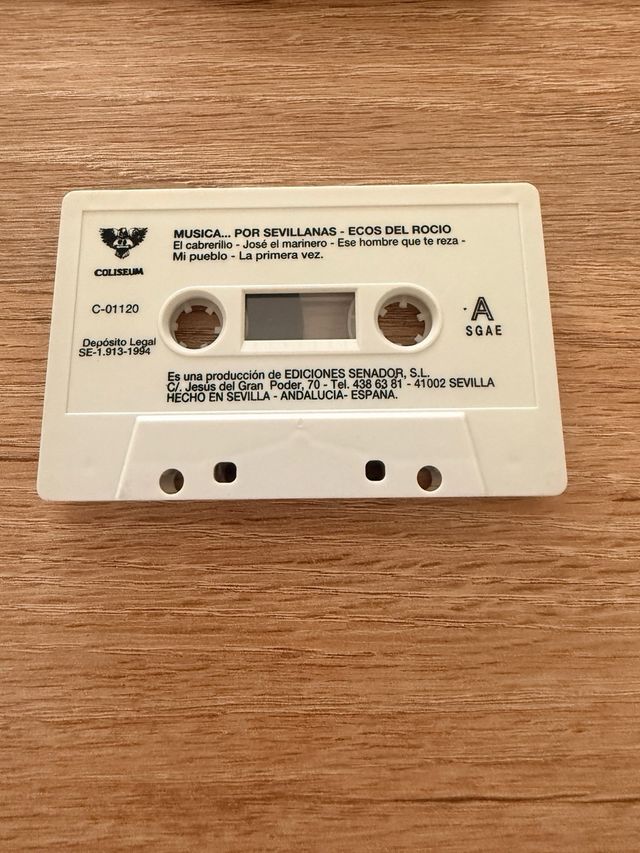 MUSICA... POR SEVILLANAS - ECOS DEL ROCIO
El cabrerillo - José el marinero - Ese hombre que te reza -
Mi pueblo - La primera vez.
COLISEUM
C-01120
A
SGAE
Depósito Legal
SE-1.913-1994
Es una producción de EDICIONES SENADOR, S.L.
C/. Jesus del Gran Poder, 70 - Tel. 438 63 81 - 41002 SEVILLA
HECHO EN SEVILLA - ANDALUCIA- ESPAÑA.